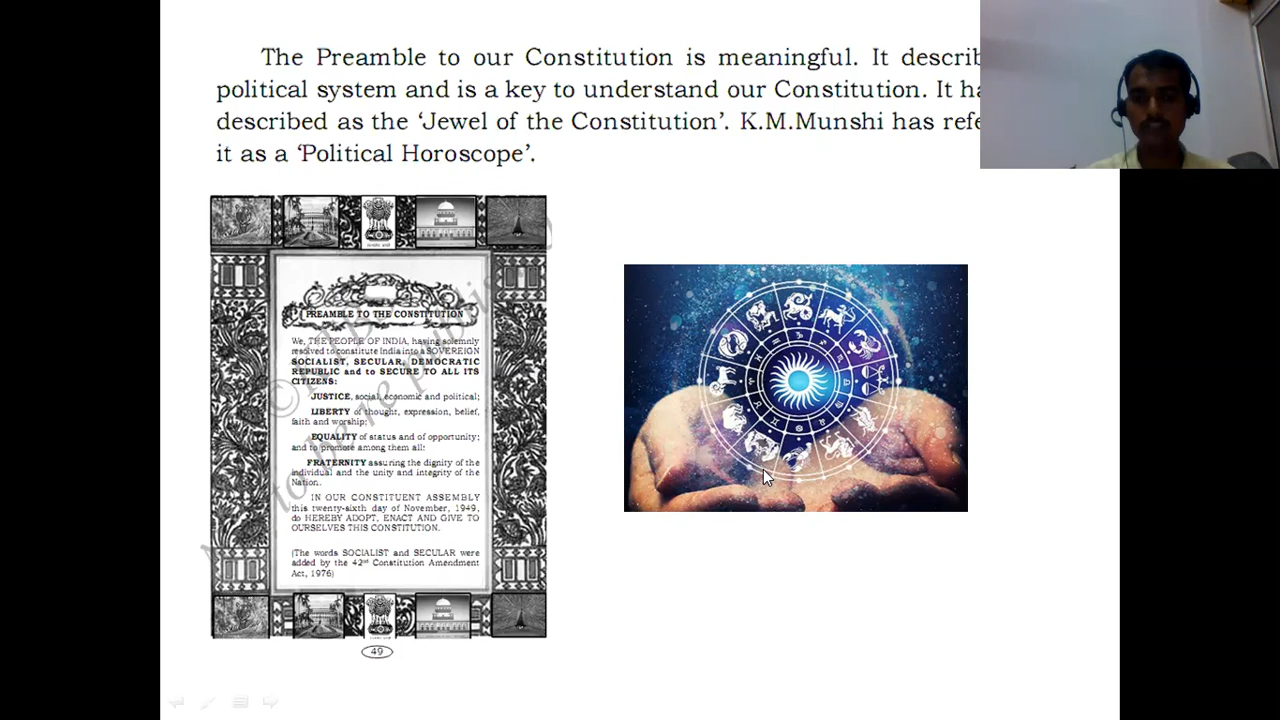 The Preamble to our Constitution is meaningful. It describ
political system and is a key to understand our Constitution. It ha
described as the ‘Jewel of the Constitution’. K.M.Munshi has refe
it as a ‘Political Horoscope’.
PREAMBLE TO THE CONSTITUTION
We, THE PEOPLE OF INDIA, having solemnly
resolved to constitute India into a SOVEREIGN
SOCIALIST, SECULAR, DEMOCRATIC
REPUBLIC and to SECURE TO ALL ITS
CITIZENS:
JUSTICE, social, economic and political;
LIBERTY of thought, expression, belief,
faith and worship;
EQUALITY of status and of opportunity;
and to promote among them all:
FRATERNITY assuring the dignity of the
individual and the unity and integrity of the
Nation.
IN OUR CONSTITUENT ASSEMBLY
this twenty-sixth day of November, 1949,
do HEREBY ADOPT, ENACT AND GIVE TO
OURSELVES THIS CONSTITUTION.
(The words SOCIALIST and SECULAR were
added by the 42nd Constitution Amendment
Act, 1976)
49